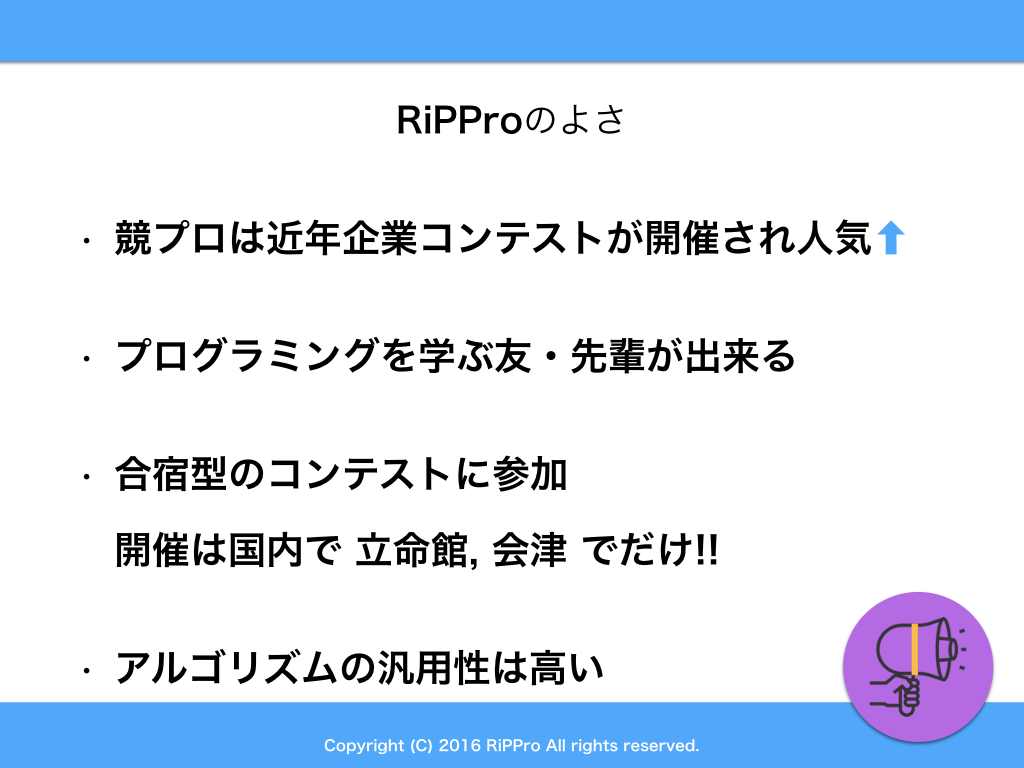 RiPProのよさ
・ 競プロは近年企業コンテストが開催され人気⬆
・ プログラミングを学ぶ友・先輩が出来る
・ 合宿型のコンテストに参加
開催は国内で 立命館, 会津 でだけ!!
・ アルゴリズムの汎用性は高い
Copyright (C) 2016 RiPPro All rights reserved.